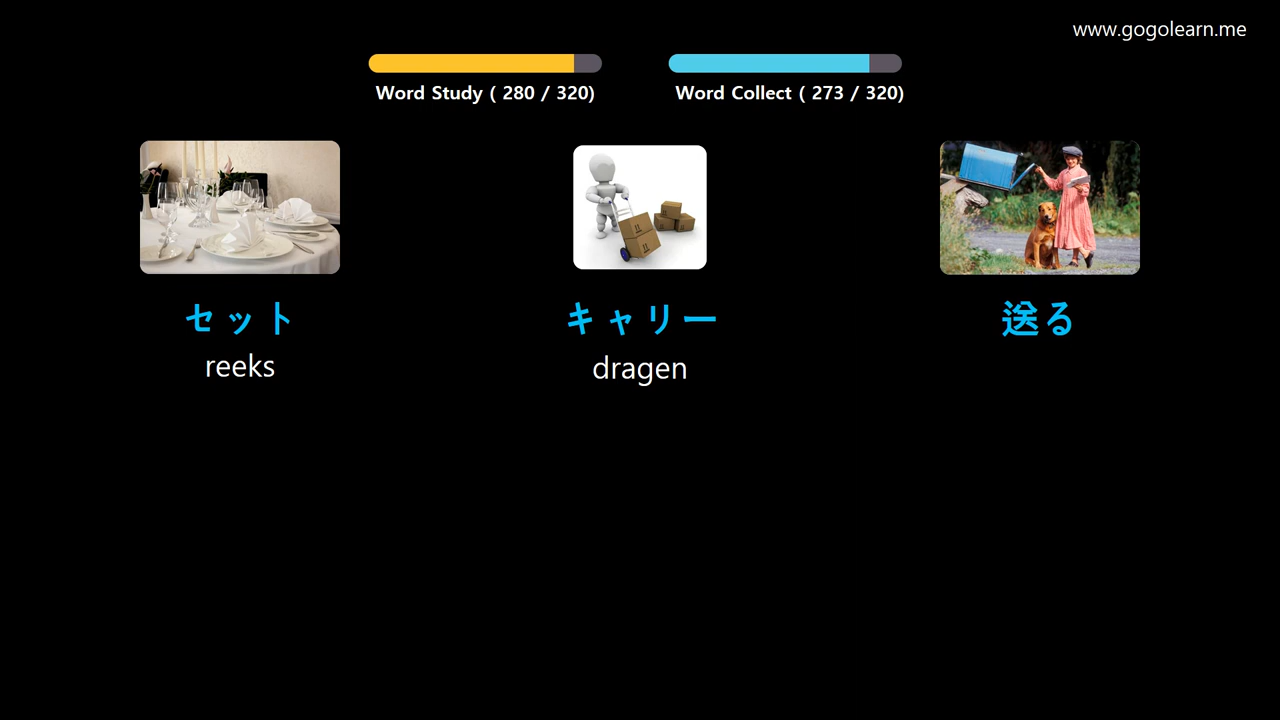 www.gogolearn.me
Word Study ( 280 / 320)
Word Collect ( 273 / 320)
セット
キャリー
送る
reeks
dragen